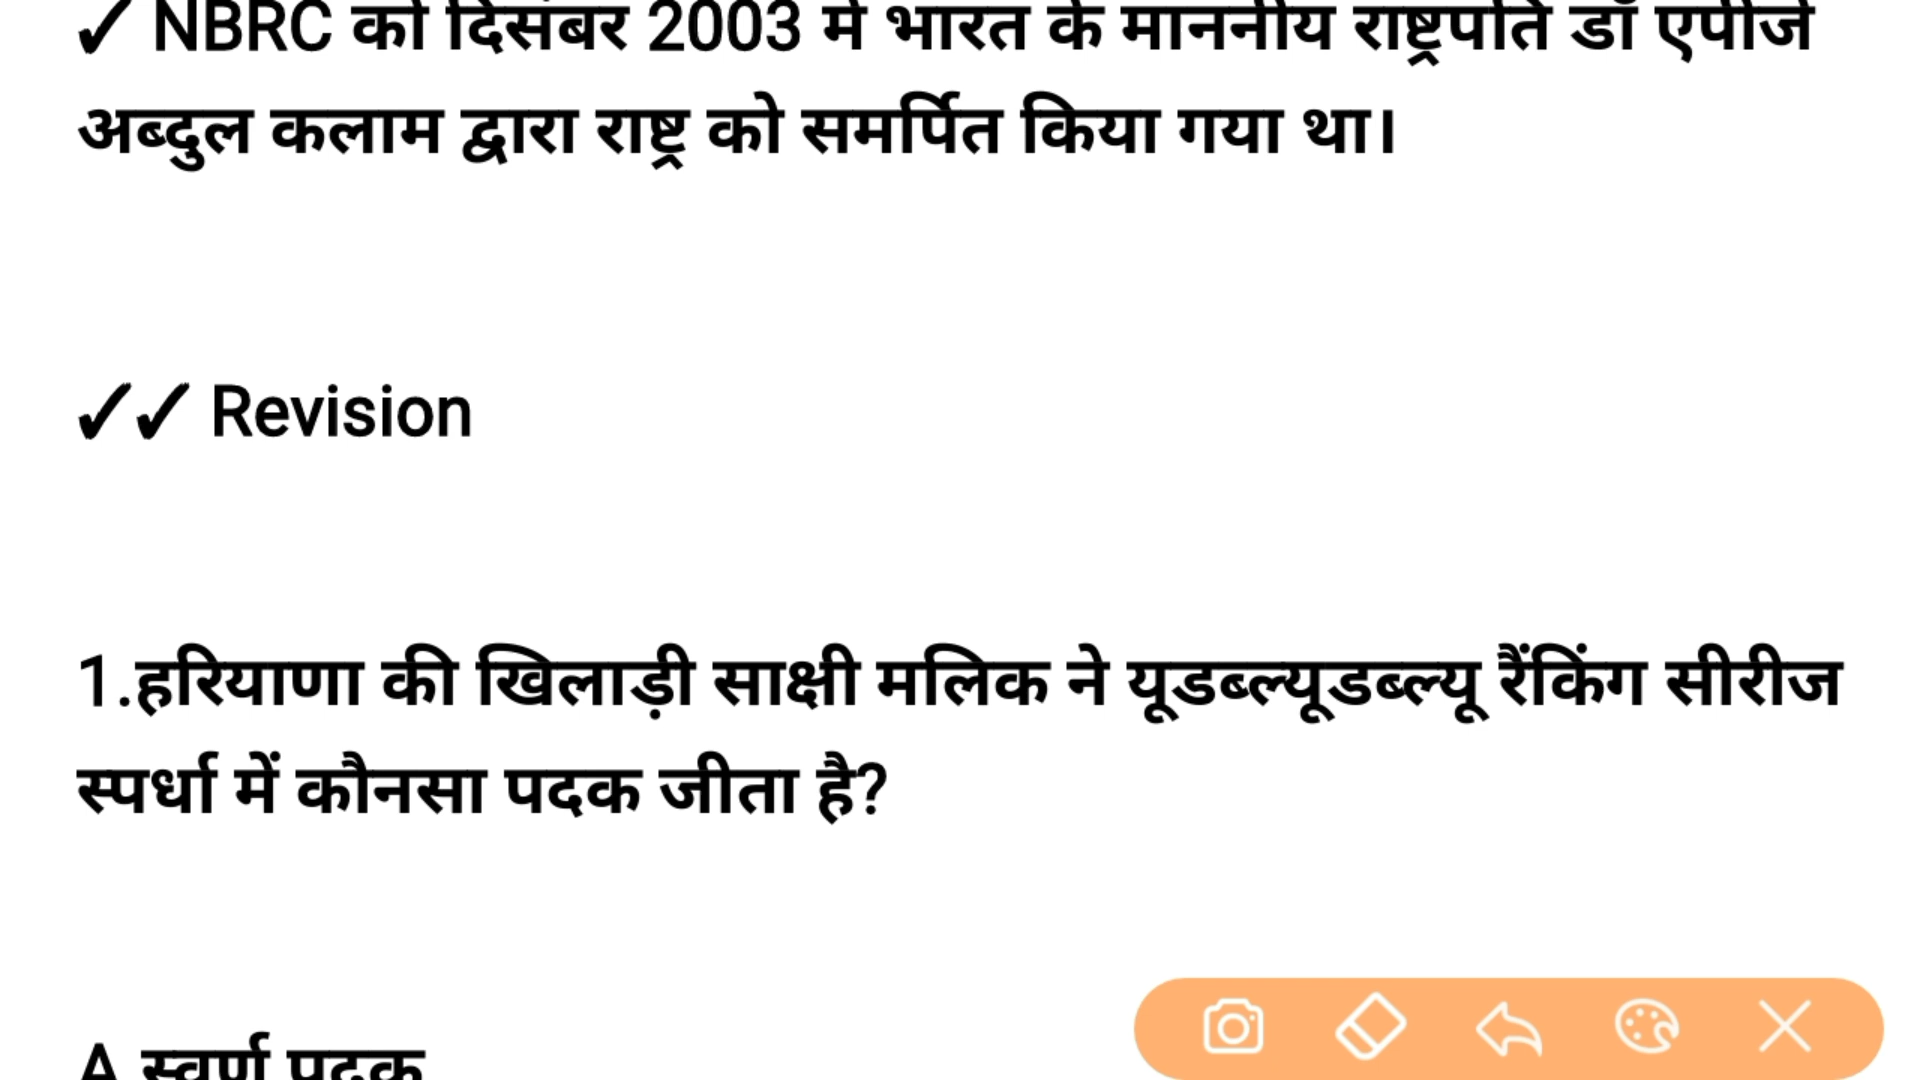 ✓ NBRC को दिसंबर 2003 में भारत के माननीय राष्ट्रपति डॉ एपीजे
अब्दुल कलाम द्वारा राष्ट्र को समर्पित किया गया था।
✓✓ Revision
1.हरियाणा की खिलाड़ी साक्षी मलिक ने यूडब्ल्यूडब्ल्यू रैंकिंग सीरीज
स्पर्धा में कौनसा पदक जीता है?
A स्वर्ण पदक